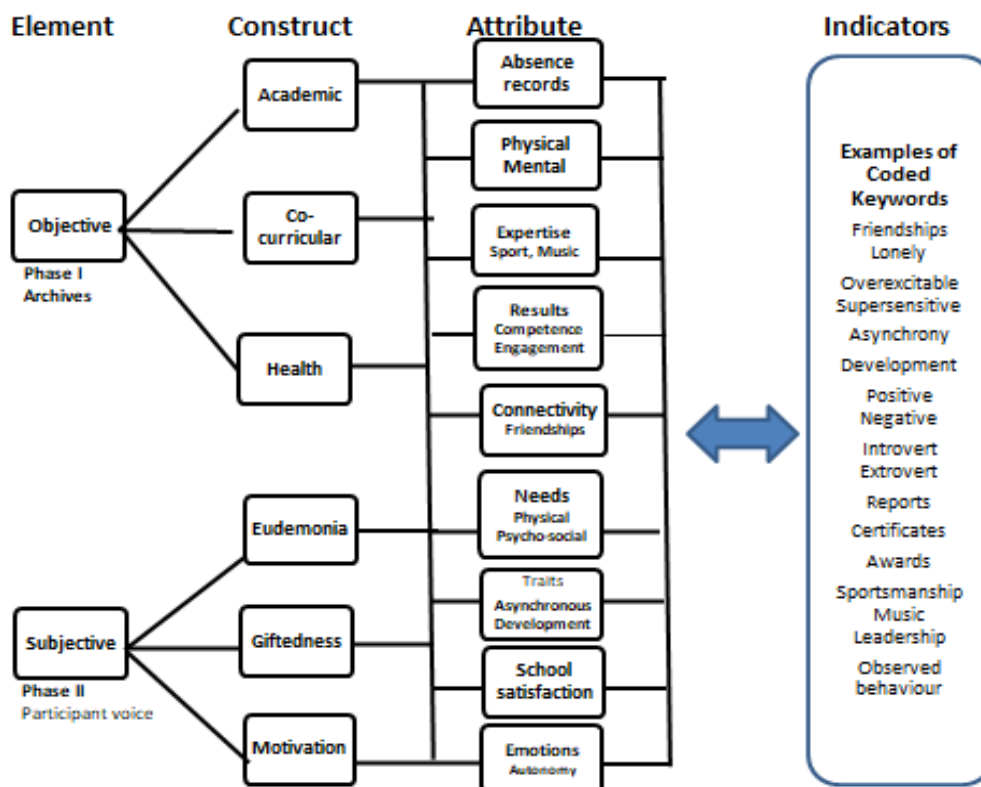 Element
Construct
Attribute
Indicators
Objective
Phase I
Archives
Subjective
Phase II
Participant voice
Academic
Co-
curricular
Health
Eudemonia
Giftedness
Motivation
Absence
records
Physical
Mental
Expertise
Sport, Music
Results
Competence
Engagement
Connectivity
Friendships
Needs
Physical
Psycho-social
Traits
Asynchronous
Development
School
satisfaction
Emotions
Autonomy
Examples of
Coded
Keywords
Friendships
Lonely
Overexcitable
Supersensitive
Asynchrony
Development
Positive
Negative
Introvert
Extrovert
Reports
Certificates
Awards
Sportsmanship
Music
Leadership
Observed
behaviour